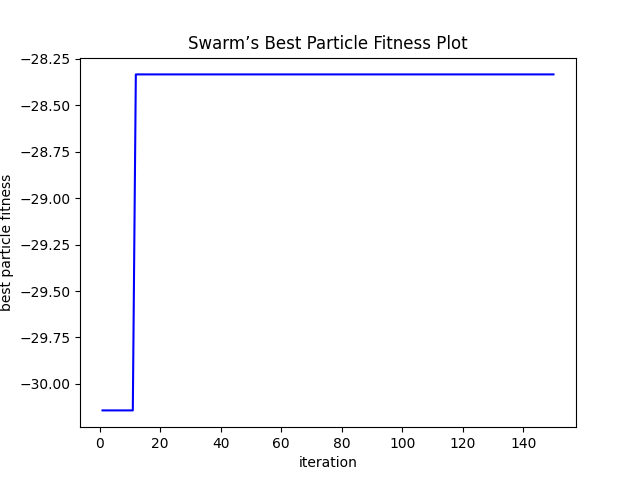 Swarm’s Best Particle Fitness Plot
−28.25
−28.50
−28.75
−29.00
−29.25
−29.50
−29.75
−30.00
best particle fitness
0 20 40 60 80 100 120 140
iteration